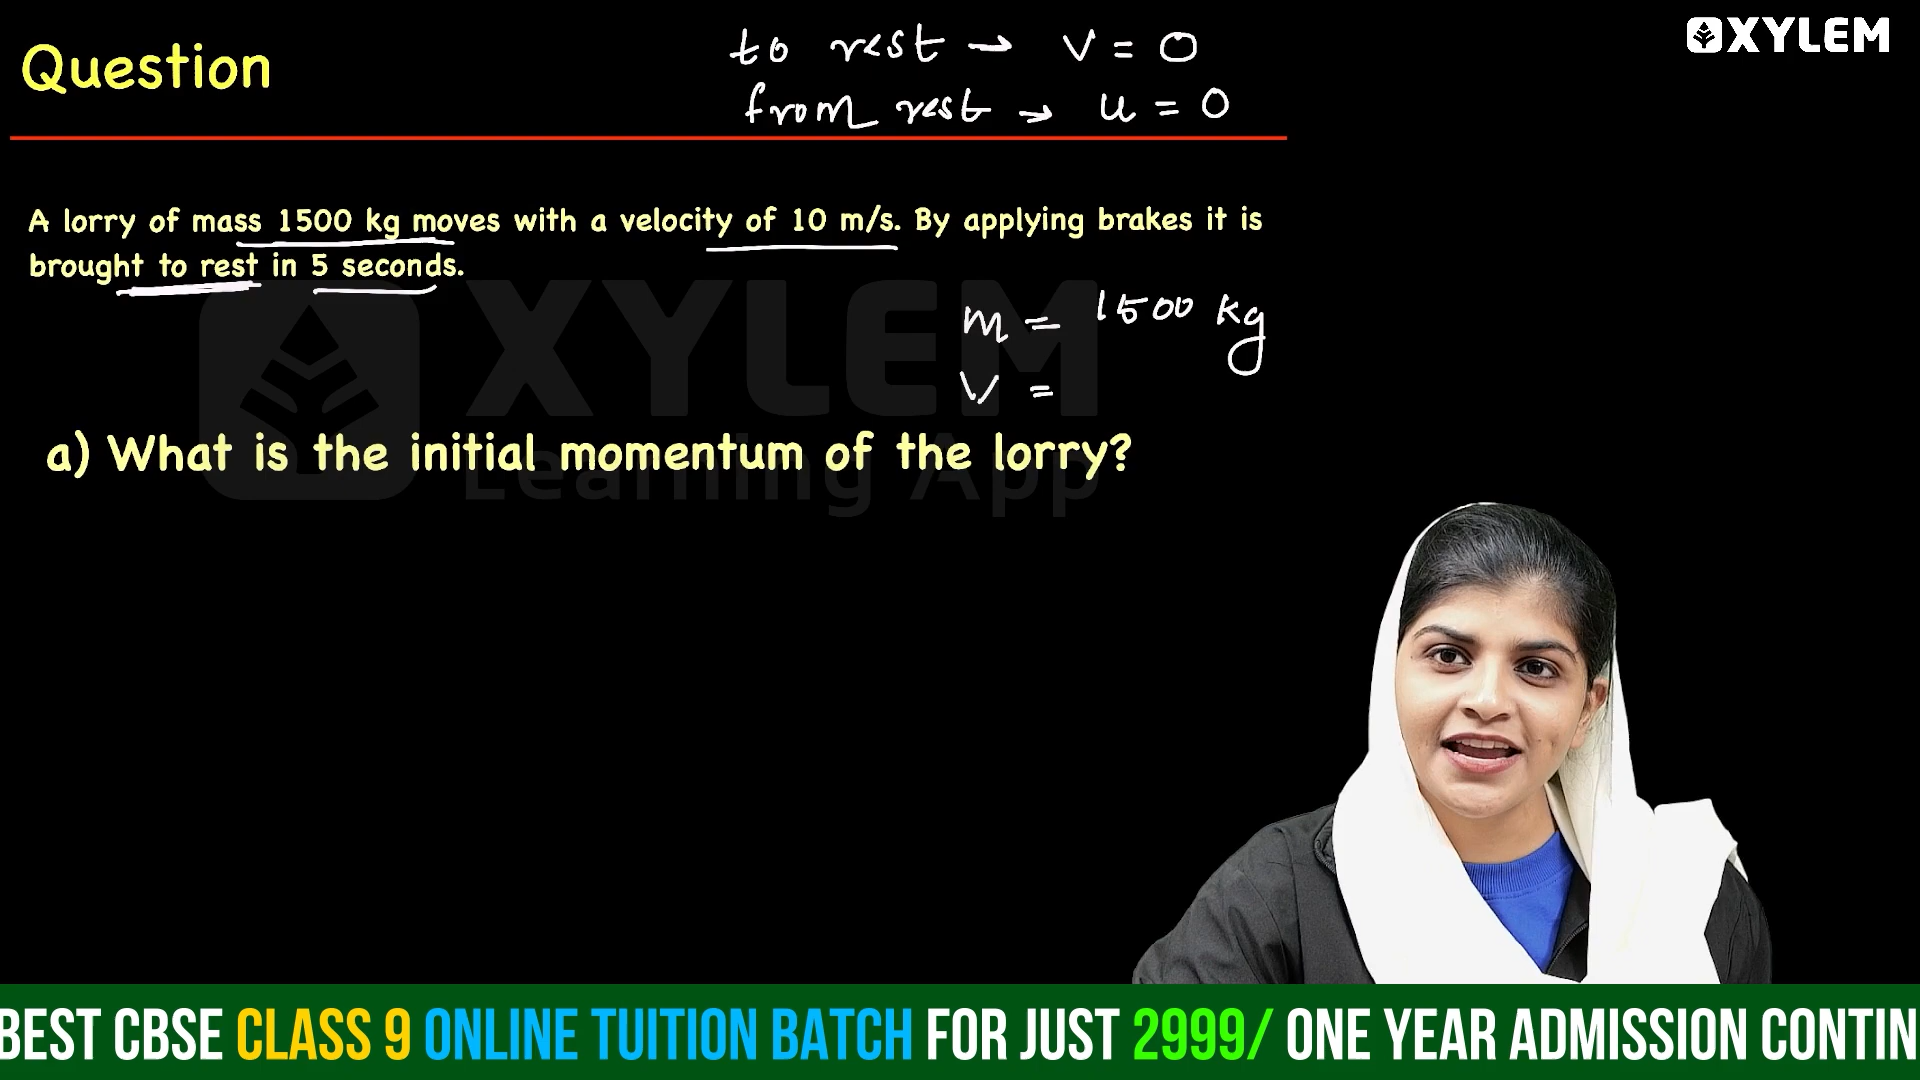 Question
to rest → v = 0
from rest → u = 0
XYLEM
A lorry of mass 1500 kg moves with a velocity of 10 m/s. By applying brakes it is
brought to rest in 5 seconds.
m = 1500 kg
v =
XYLEM
Learning App
a) What is the initial momentum of the lorry?
BEST CBSE CLASS 9 ONLINE TUITION BATCH FOR JUST 2999/ ONE YEAR ADMISSION CONTIN